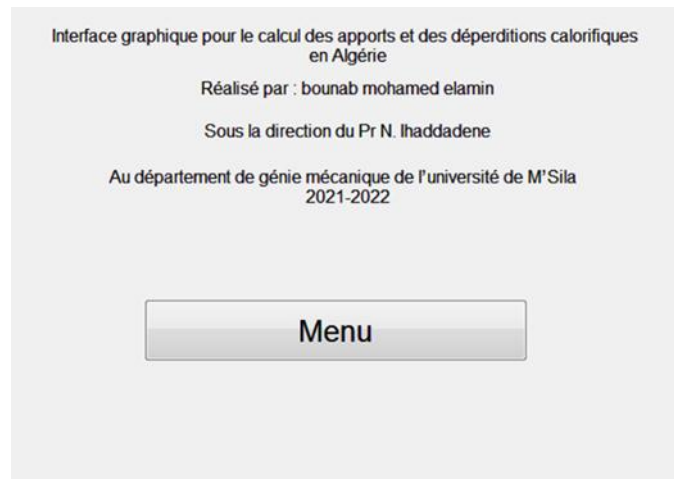 Interface graphique pour le calcul des apports et des déperditions calorifiques
en Algérie
Réalisé par : bounab mohamed elamin
Sous la direction du Pr N. Ihaddadene
Au département de génie mécanique de l'université de M'Sila
2021-2022
Menu